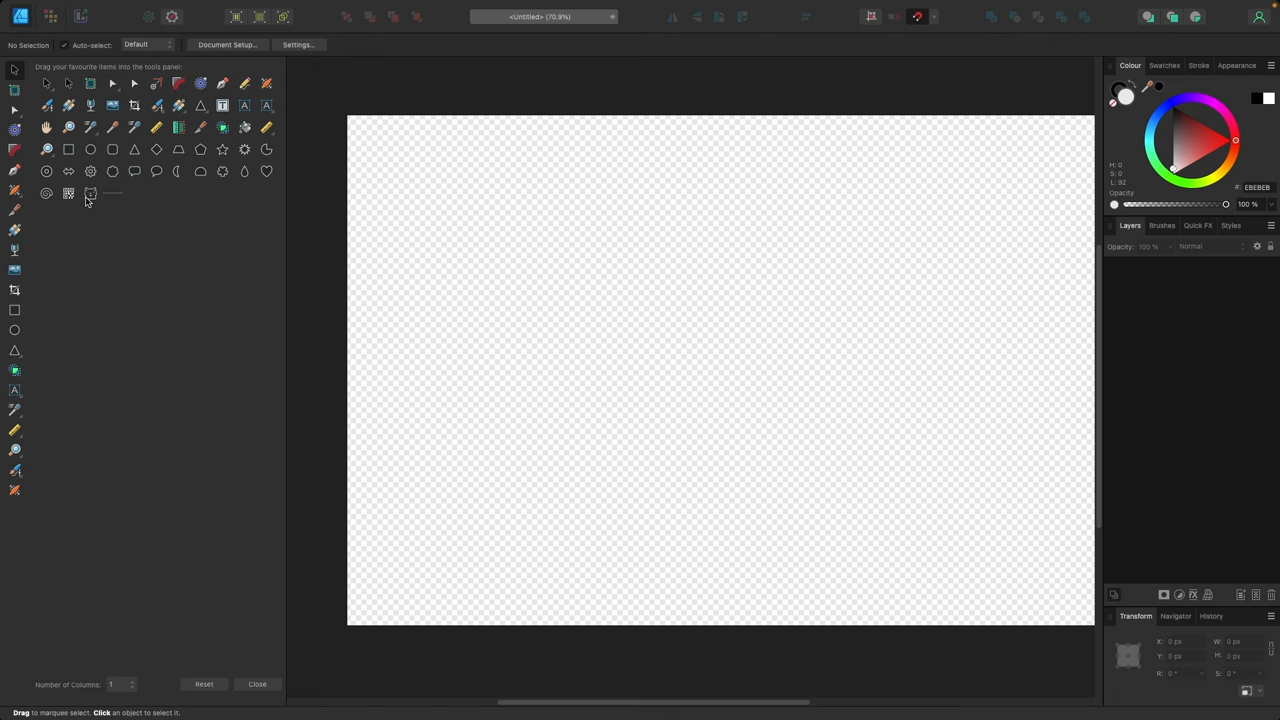 <Untitled> (70.9%)
No Selection
Auto-select:
Default
Document Setup...
Settings...
Drag your favourite items into the tools panel:
Colour
Swatches
Stroke
Appearance
H: 0
S: 0
L: 92
#: EBEBEB
Opacity
100 %
Layers
Brushes
Quick FX
Styles
Opacity: 100 %
Normal
Transform
Navigator
History
X: 0 px
W: 0 px
Y: 0 px
H: 0 px
R: 0 °
S: 0 °
Number of Columns: 1
Reset
Close
Drag to marquee select. Click an object to select it.